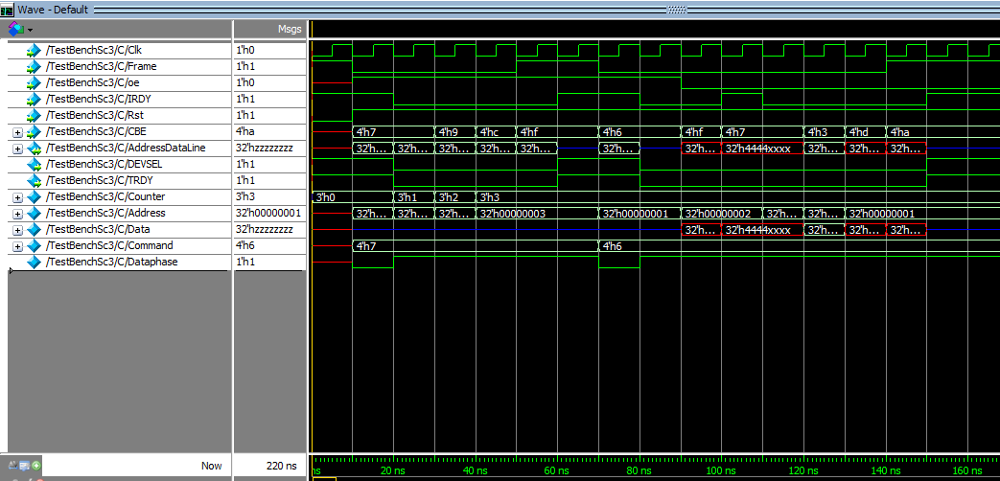 Wave - Default
Msgs
/TestBenchSc3/C/Clk 1'h0
/TestBenchSc3/C/Frame 1'h1
/TestBenchSc3/C/oe 1'h0
/TestBenchSc3/C/IRDY 1'h1
/TestBenchSc3/C/Rst 1'h1
/TestBenchSc3/C/CBE 4'ha 4'h7 4'h9 4'hc 4'hf 4'h6 4'hf 4'h7 4'h3 4'hd 4'ha
/TestBenchSc3/C/AddressDataLine 32'hzzzzzzzz 32'h... 32'h... 32'h... 32'h... 32'h... 32'h... 32'h... 32'h4444xxxx 32'h... 32'h... 32'h...
/TestBenchSc3/C/DEVSEL 1'h1
/TestBenchSc3/C/TRDY 1'h1
/TestBenchSc3/C/Counter 3'h3 3'h0 3'h1 3'h2 3'h3
/TestBenchSc3/C/Address 32'h00000001 32'h... 32'h... 32'h... 32'h00000003 32'h00000001 32'h00000002 32'h... 32'h... 32'h00000001
/TestBenchSc3/C/Data 32'hzzzzzzzz 32'h... 32'h4444xxxx 32'h... 32'h... 32'h...
/TestBenchSc3/C/Command 4'h6 4'h7 4'h6
/TestBenchSc3/C/Dataphase 1'h1
Now 220 ns ns 20 ns 40 ns 60 ns 80 ns 100 ns 120 ns 140 ns 160 ns